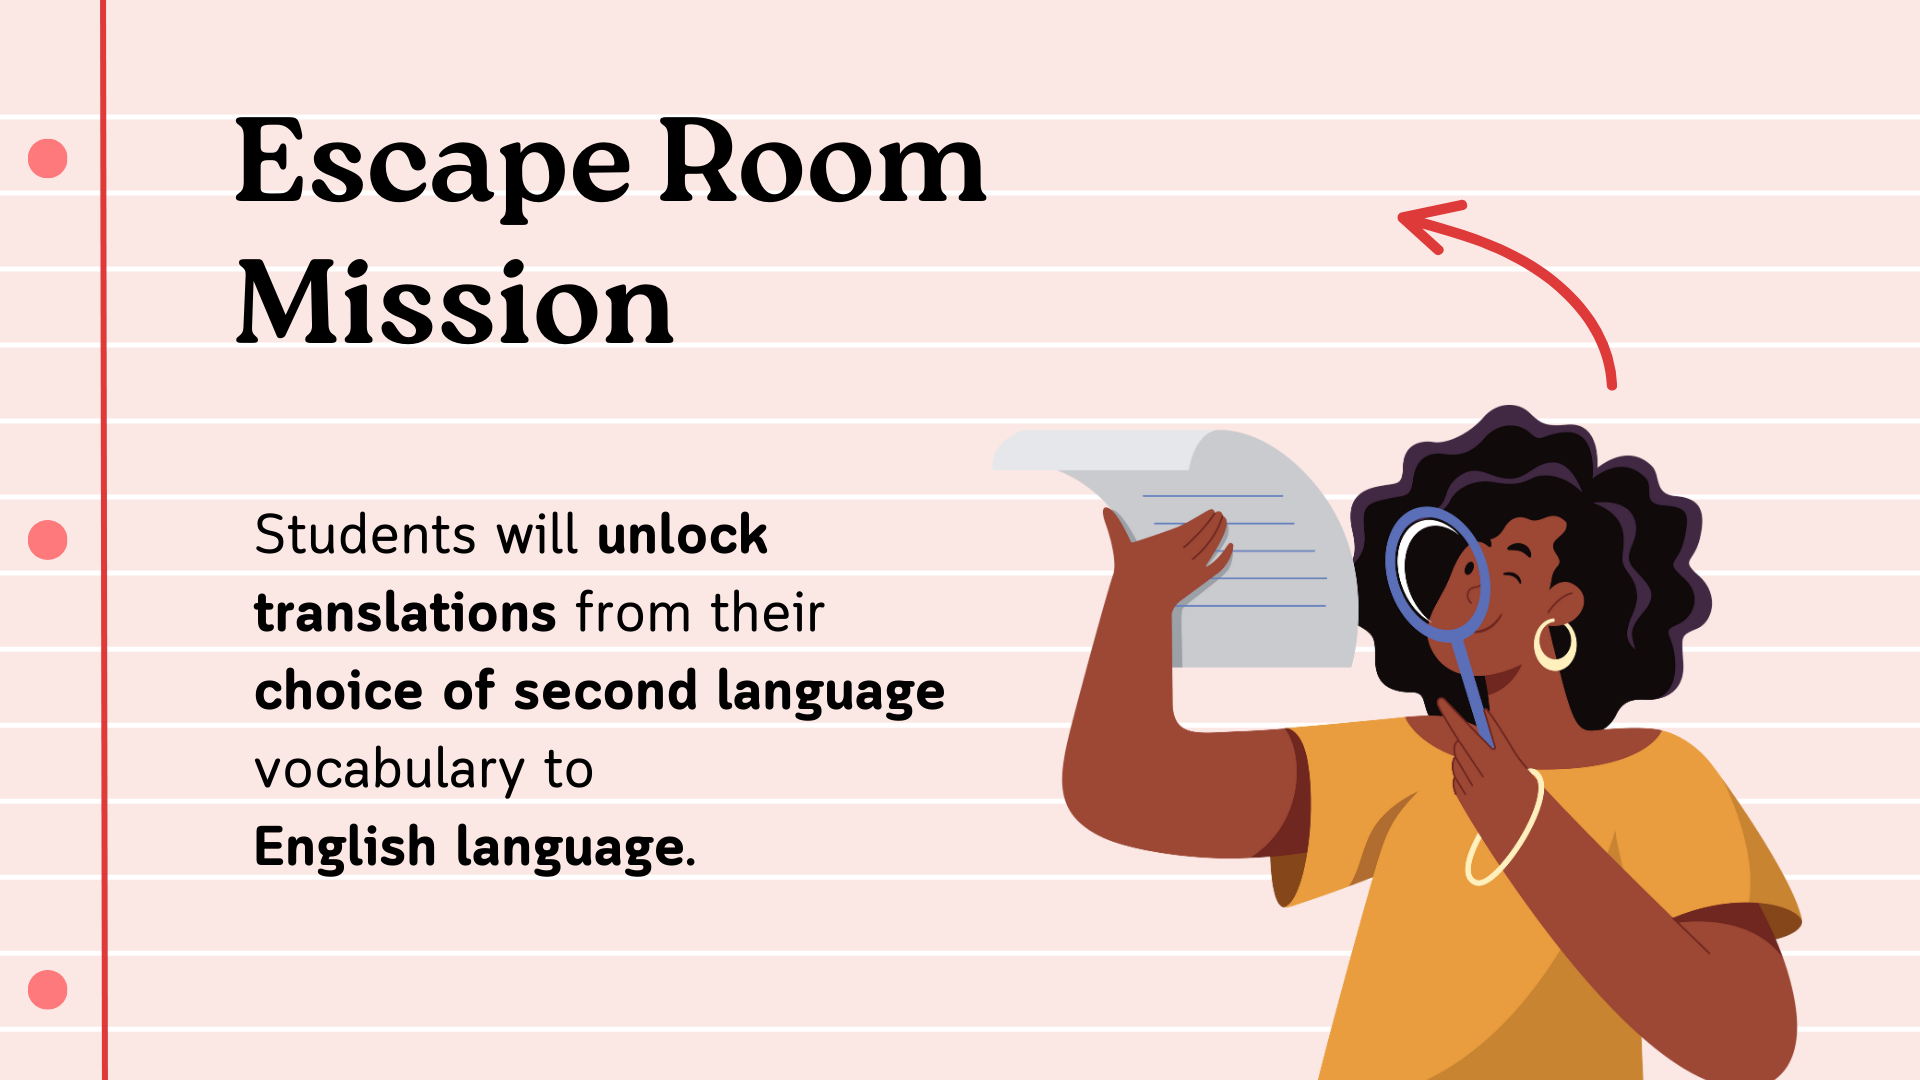 Escape Room
Mission
Students will unlock
translations from their
choice of second language
vocabulary to
English language.